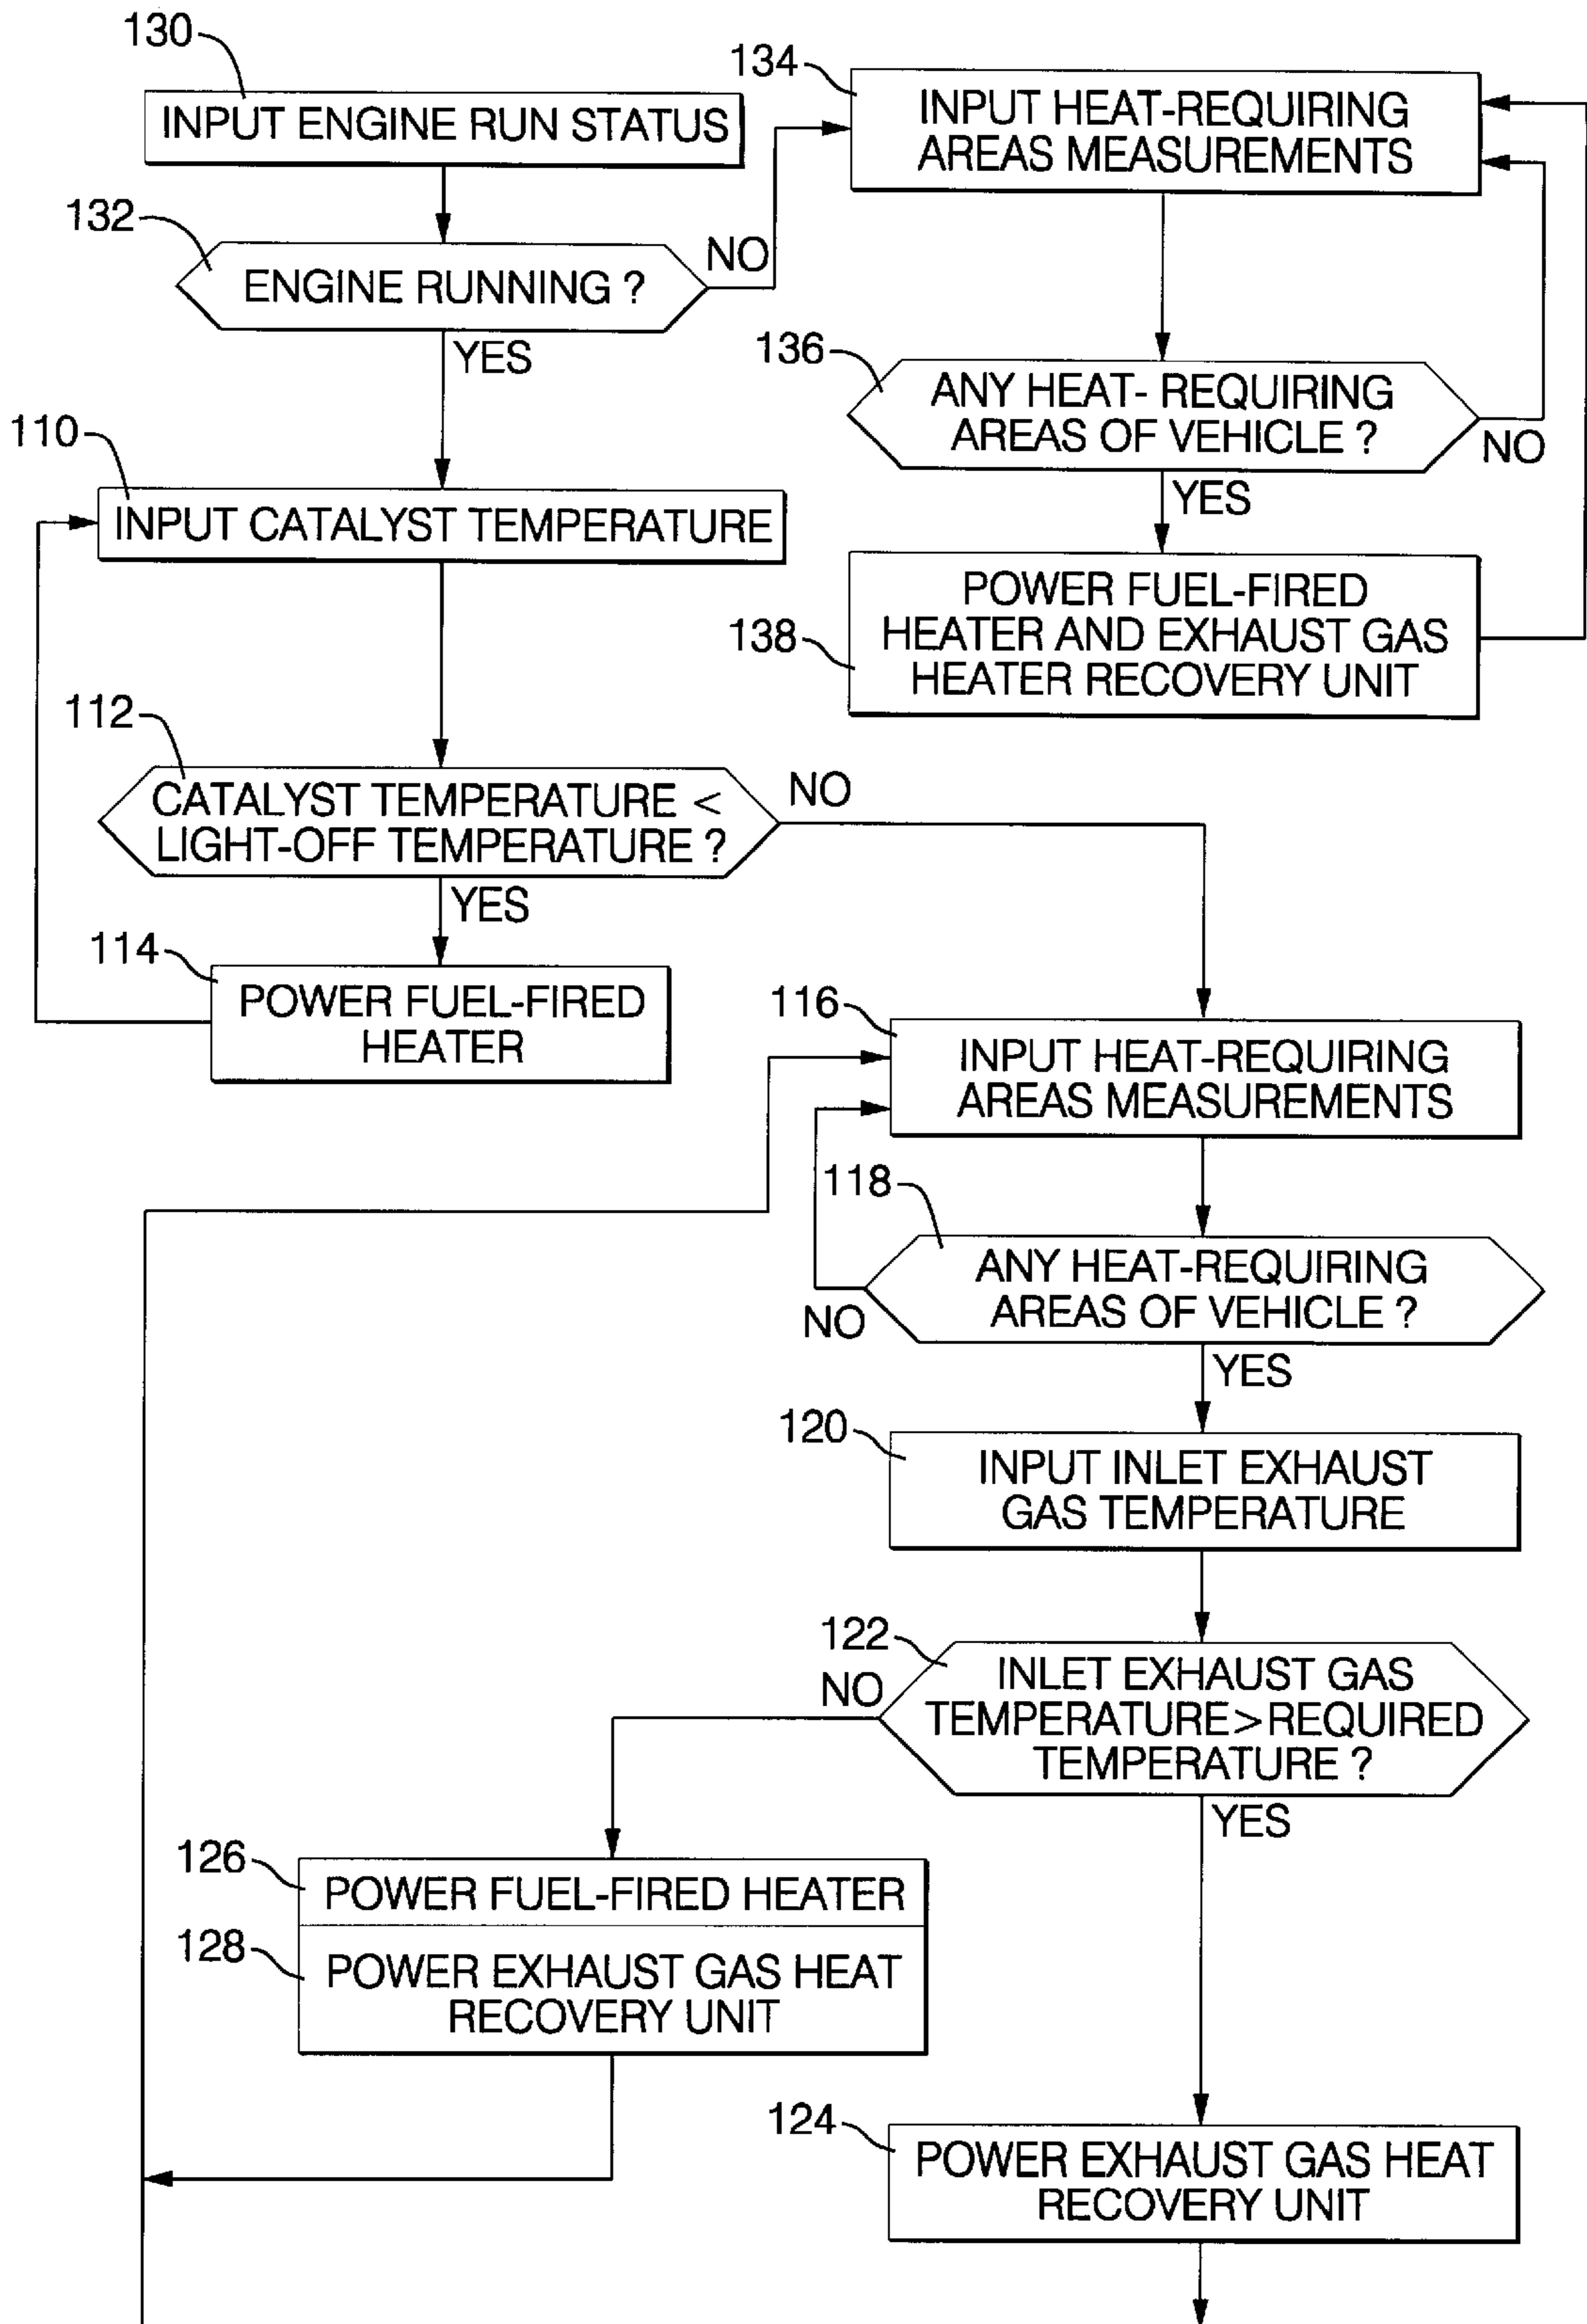 130
INPUT ENGINE RUN STATUS
132
ENGINE RUNNING ?
NO
YES
134
INPUT HEAT-REQUIRING
AREAS MEASUREMENTS
136
ANY HEAT- REQUIRING
AREAS OF VEHICLE ?
NO
YES
138
POWER FUEL-FIRED
HEATER AND EXHAUST GAS
HEATER RECOVERY UNIT
110
INPUT CATALYST TEMPERATURE
112
CATALYST TEMPERATURE <
LIGHT-OFF TEMPERATURE ?
NO
YES
114
POWER FUEL-FIRED
HEATER
116
INPUT HEAT-REQUIRING
AREAS MEASUREMENTS
118
ANY HEAT-REQUIRING
AREAS OF VEHICLE ?
NO
YES
120
INPUT INLET EXHAUST
GAS TEMPERATURE
122
INLET EXHAUST GAS
TEMPERATURE>REQUIRED
TEMPERATURE ?
NO
YES
126
POWER FUEL-FIRED HEATER
128
POWER EXHAUST GAS HEAT
RECOVERY UNIT
124
POWER EXHAUST GAS HEAT
RECOVERY UNIT